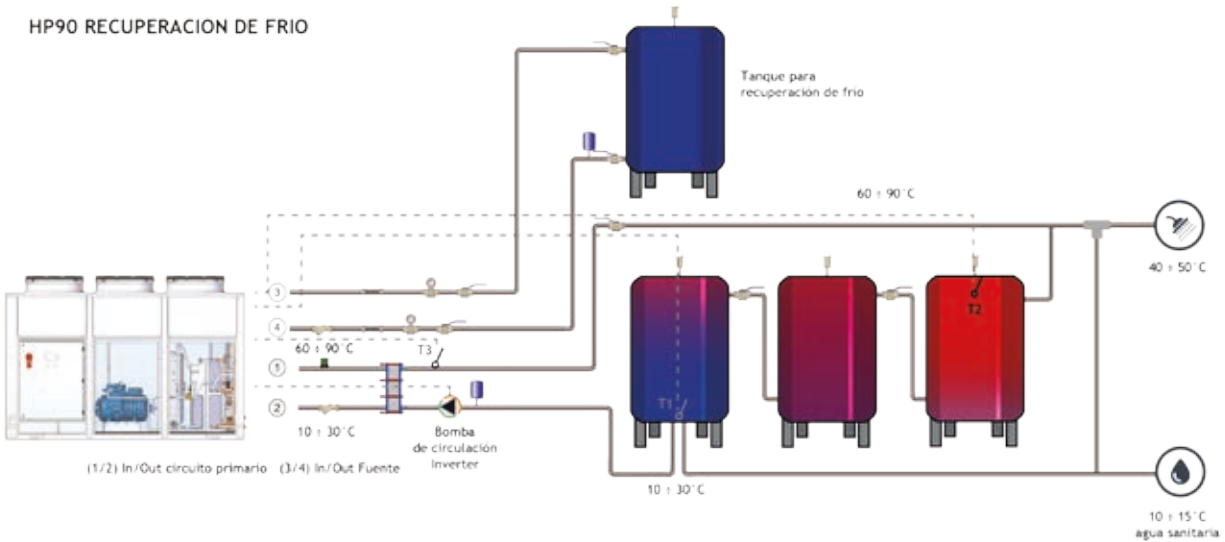 HP90 RECUPERACION DE FRIO
Tanque para
recuperación de frio
60 ÷ 90°C
40 ÷ 50°C
3
4
60 ÷ 90°C
T3
T2
1
2
T1
10 ÷ 30°C
Bomba
de circulación
Inverter
(1/2) In/Out circuito primario (3/4) In/Out Fuente
10 ÷ 30°C
10 ÷ 15°C
agua sanitaria